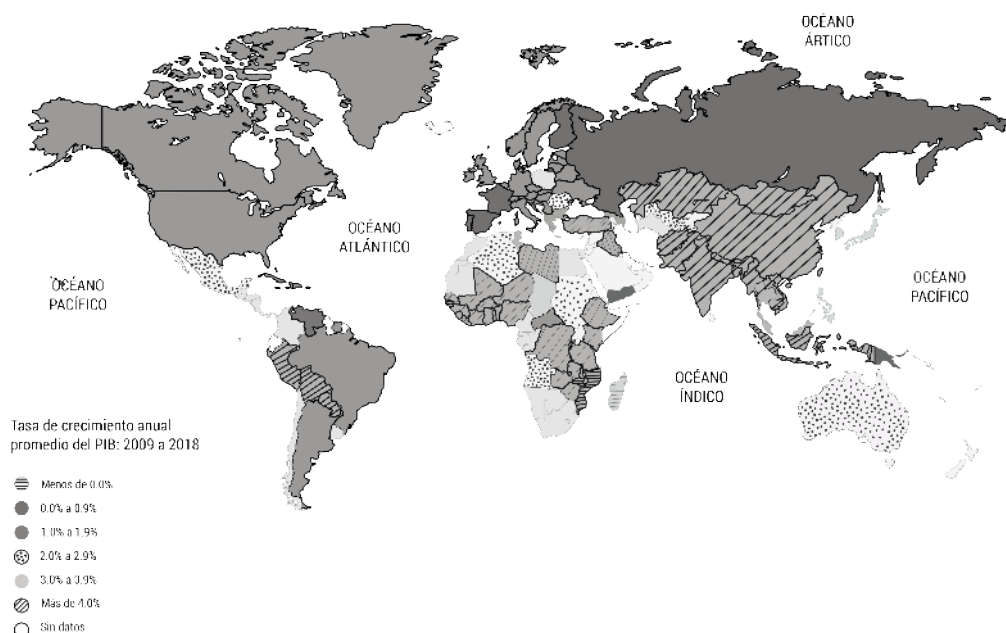 OCÉANO
ÁRTICO
OCÉANO
ATLÁNTICO
OCÉANO
PACÍFICO
OCÉANO
PACÍFICO
OCÉANO
ÍNDICO
Tasa de crecimiento anual
promedio del PIB: 2009 a 2018
Menos de 0.0%
0.0% a 0.9%
1.0% a 1.9%
2.0% a 2.9%
3.0% a 3.9%
Más de 4.0%
Sin datos